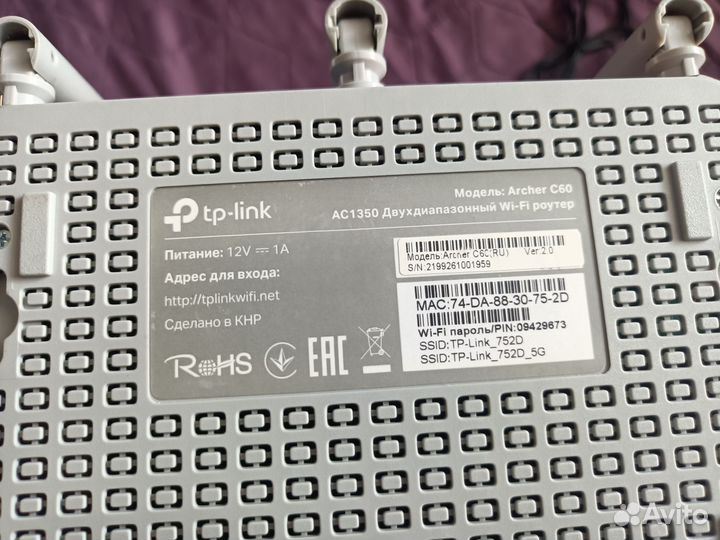 tp-link
Модель: Archer C60
AC1350 Двухдиапазонный Wi-Fi роутер
Питание: 12V ⎓ 1A
Адрес для входа:
http://tplinkwifi.net
Сделано в КНР
RoHS
EAC
Модель:Archer C60(RU) Ver:2.0
S/N:2199261001959
MAC:74-DA-88-30-75-2D
Wi-Fi пароль/PIN:09429673
SSID:TP-Link_752D
SSID:TP-Link_752D_5G
Avito